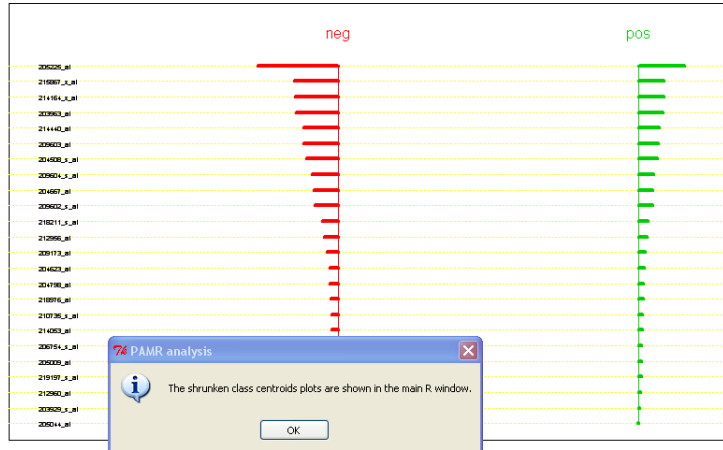 neg pos
205225_at
215867_x_at
214164_x_at
203963_at
214440_at
209603_at
204508_s_at
209604_s_at
204667_at
209602_s_at
218211_s_at
212956_at
209173_at
204623_at
204798_at
218976_at
210735_s_at
214053_at
206754_s_at
205009_at
219197_s_at
212960_at
203929_s_at
205044_at
PAMR analysis
The shrunken class centroids plots are shown in the main R window.
OK